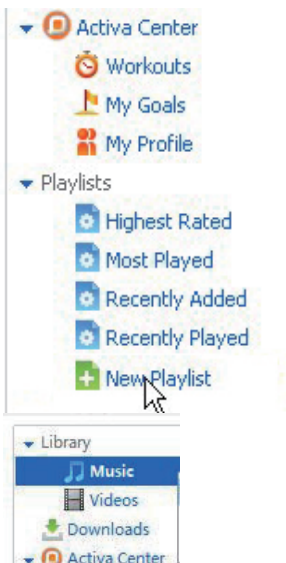 Activa Center
Workouts
My Goals
My Profile
Playlists
Highest Rated
Most Played
Recently Added
Recently Played
New Playlist
Library
Music
Videos
Downloads
Activa Center